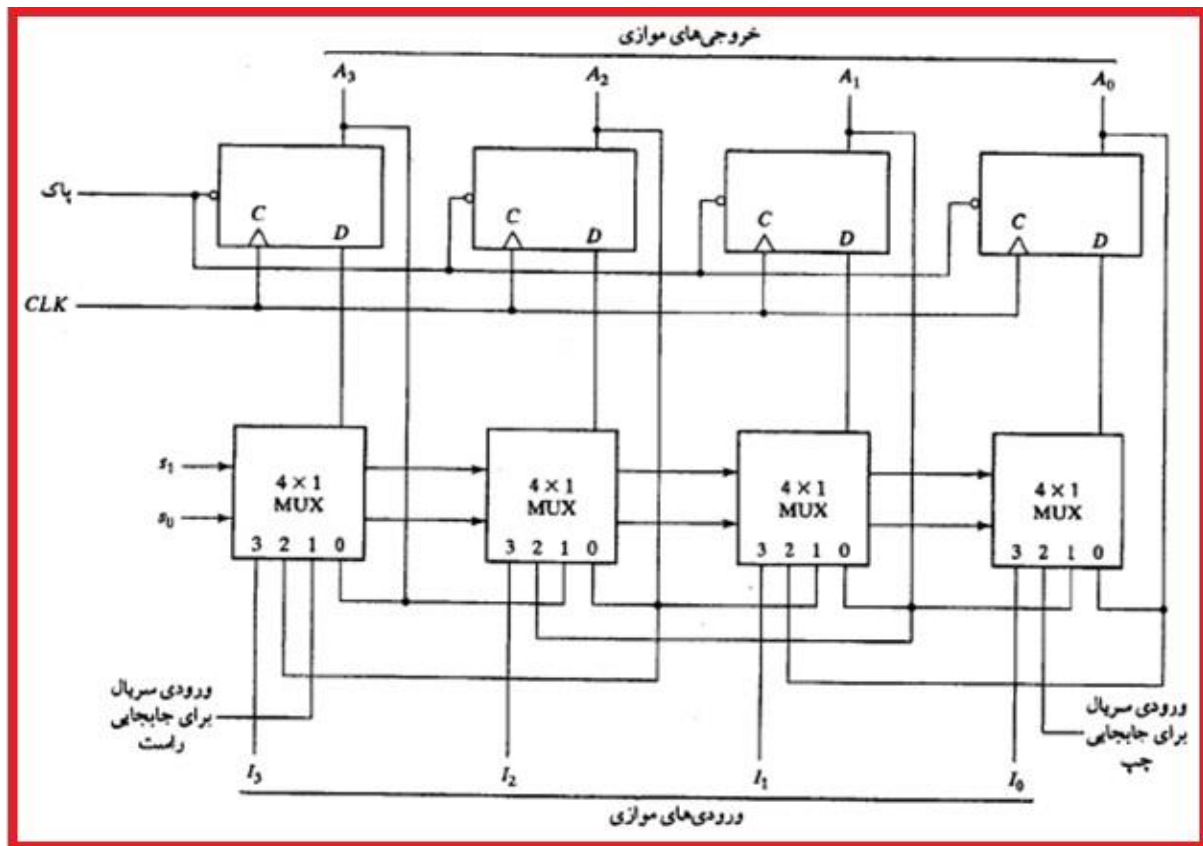 خروجی‌های موازی
A3 A2 A1 A0
پاک
C D C D C D C D
CLK
s1
s0
4 × 1 4 × 1 4 × 1 4 × 1
MUX MUX MUX MUX
3 2 1 0 3 2 1 0 3 2 1 0 3 2 1 0
ورودی سریال
برای جابجایی
راست
ورودی سریال
برای جابجایی
چپ
I3 I2 I1 I0
ورودی‌های موازی